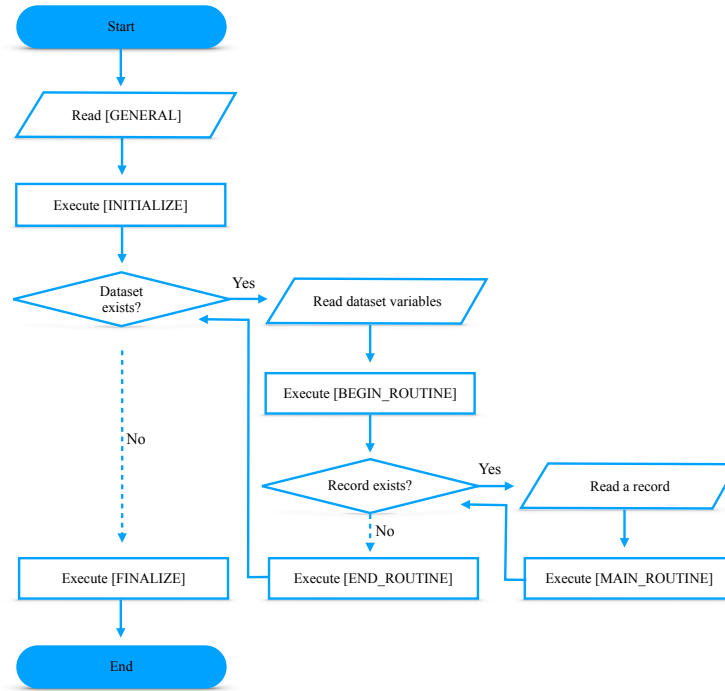 Start
Read [GENERAL]
Execute [INITIALIZE]
Dataset
exists?
Yes
Read dataset variables
Execute [BEGIN_ROUTINE]
No
Record exists?
Yes
Read a record
No
Execute [FINALIZE]
Execute [END_ROUTINE]
Execute [MAIN_ROUTINE]
End